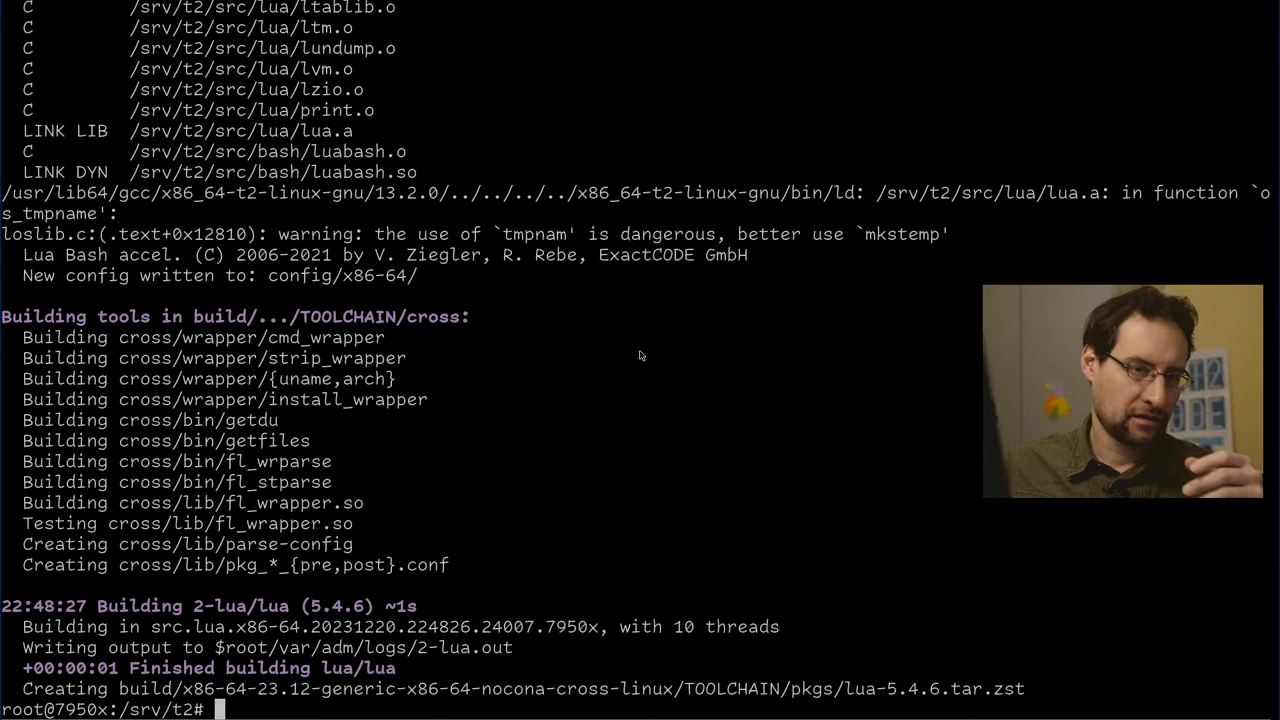 C        /srv/t2/src/lua/ltablib.o
C        /srv/t2/src/lua/ltm.o
C        /srv/t2/src/lua/lundump.o
C        /srv/t2/src/lua/lvm.o
C        /srv/t2/src/lua/lzio.o
C        /srv/t2/src/lua/print.o
LINK LIB  /srv/t2/src/lua/lua.a
C        /srv/t2/src/bash/luabash.o
LINK DYN  /srv/t2/src/bash/luabash.so
/usr/lib64/gcc/x86_64-t2-linux-gnu/13.2.0/../../../../x86_64-t2-linux-gnu/bin/ld: /srv/t2/src/lua/lua.a: in function `o
s_tmpname':
loslib.c:(.text+0x12810): warning: the use of `tmpnam' is dangerous, better use `mkstemp'
Lua Bash accel. (C) 2006-2021 by V. Ziegler, R. Rebe, ExactCODE GmbH
New config written to: config/x86-64/
Building tools in build/.../TOOLCHAIN/cross:
Building cross/wrapper/cmd_wrapper
Building cross/wrapper/strip_wrapper
Building cross/wrapper/{uname,arch}
Building cross/wrapper/install_wrapper
Building cross/bin/getdu
Building cross/bin/getfiles
Building cross/bin/fl_wrparse
Building cross/bin/fl_stparse
Building cross/lib/fl_wrapper.so
Testing cross/lib/fl_wrapper.so
Creating cross/lib/parse-config
Creating cross/lib/pkg_*_{pre,post}.conf
22:48:27 Building 2-lua/lua (5.4.6) ~1s
Building in src.lua.x86-64.20231220.224826.24007.7950x, with 10 threads
Writing output to $root/var/adm/logs/2-lua.out
+00:00:01 Finished building lua/lua
Creating build/x86-64-23.12-generic-x86-64-nocona-cross-linux/TOOLCHAIN/pkgs/lua-5.4.6.tar.zst
root@7950x:/srv/t2#